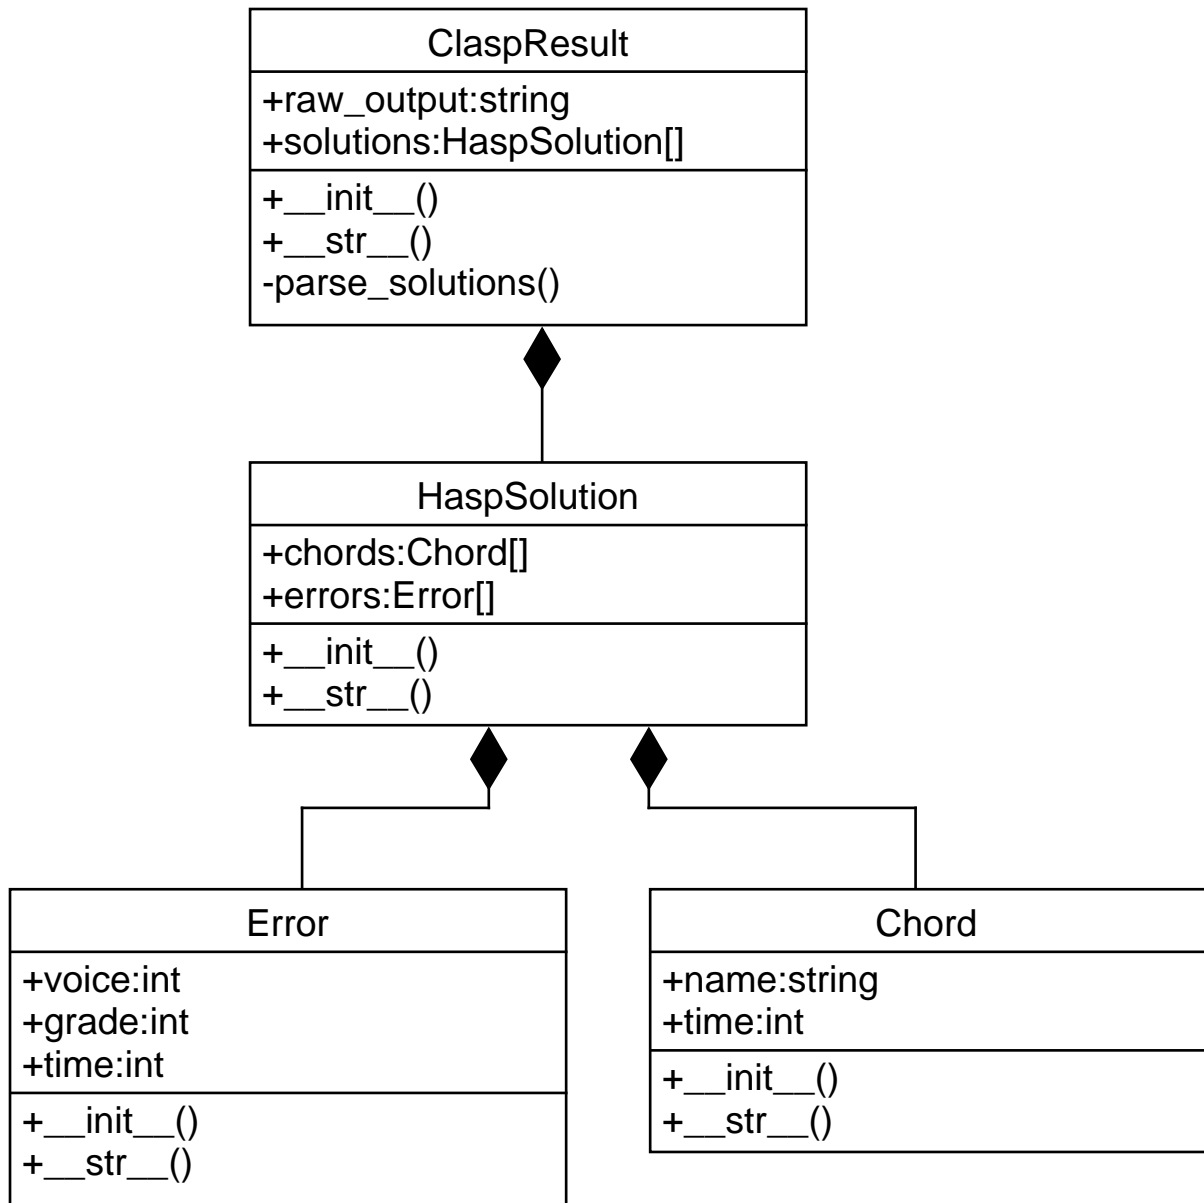 ClaspResult
+raw_output:string
+solutions:HaspSolution[]
+__init__()
+__str__()
-parse_solutions()
HaspSolution
+chords:Chord[]
+errors:Error[]
+__init__()
+__str__()
Error
+voice:int
+grade:int
+time:int
+__init__()
+__str__()
Chord
+name:string
+time:int
+__init__()
+__str__()